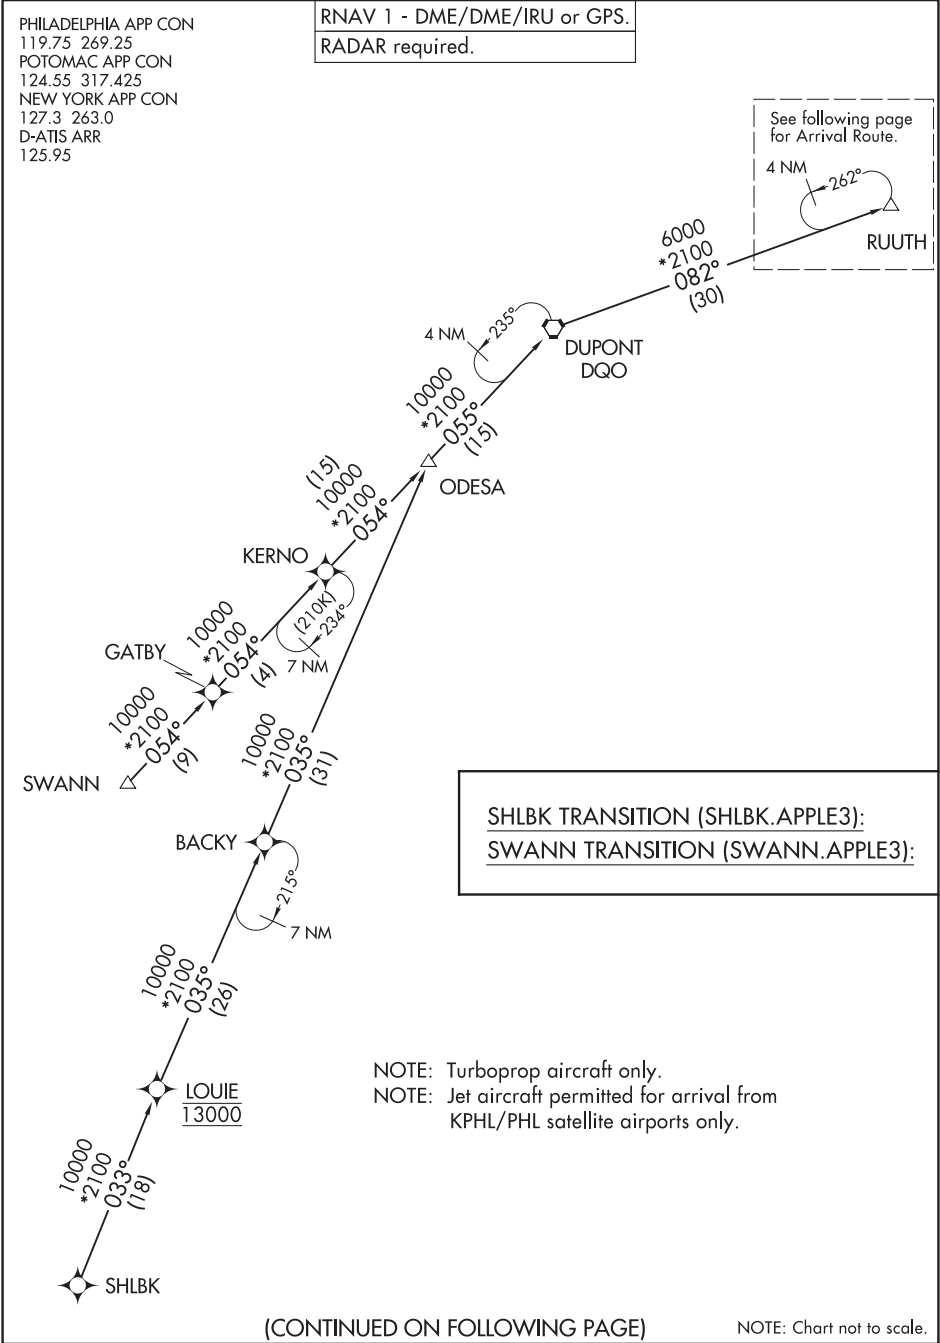 PHILADELPHIA APP CON
119.75 269.25
POTOMAC APP CON
124.55 317.425
NEW YORK APP CON
127.3 263.0
D-ATIS ARR
125.95
RNAV 1 - DME/DME/IRU or GPS.
RADAR required.
See following page
for Arrival Route.
4 NM
262°
RUUTH
6000
*2100
082°
(30)
4 NM
235°
DUPONT
DQO
10000
*2100
055°
(15)
ODESA
(15)
10000
*2100
054°
KERNO
(210K)
234°
7 NM
10000
*2100
054°
(4)
GATBY
10000
*2100
054°
(9)
SWANN
10000
*2100
035°
(31)
SHLBK TRANSITION (SHLBK.APPLE3):
SWANN TRANSITION (SWANN.APPLE3):
BACKY
215°
7 NM
10000
*2100
035°
(26)
NOTE: Turboprop aircraft only.
NOTE: Jet aircraft permitted for arrival from
KPHL/PHL satellite airports only.
LOUIE
13000
10000
*2100
033°
(18)
SHLBK
(CONTINUED ON FOLLOWING PAGE)
NOTE: Chart not to scale.